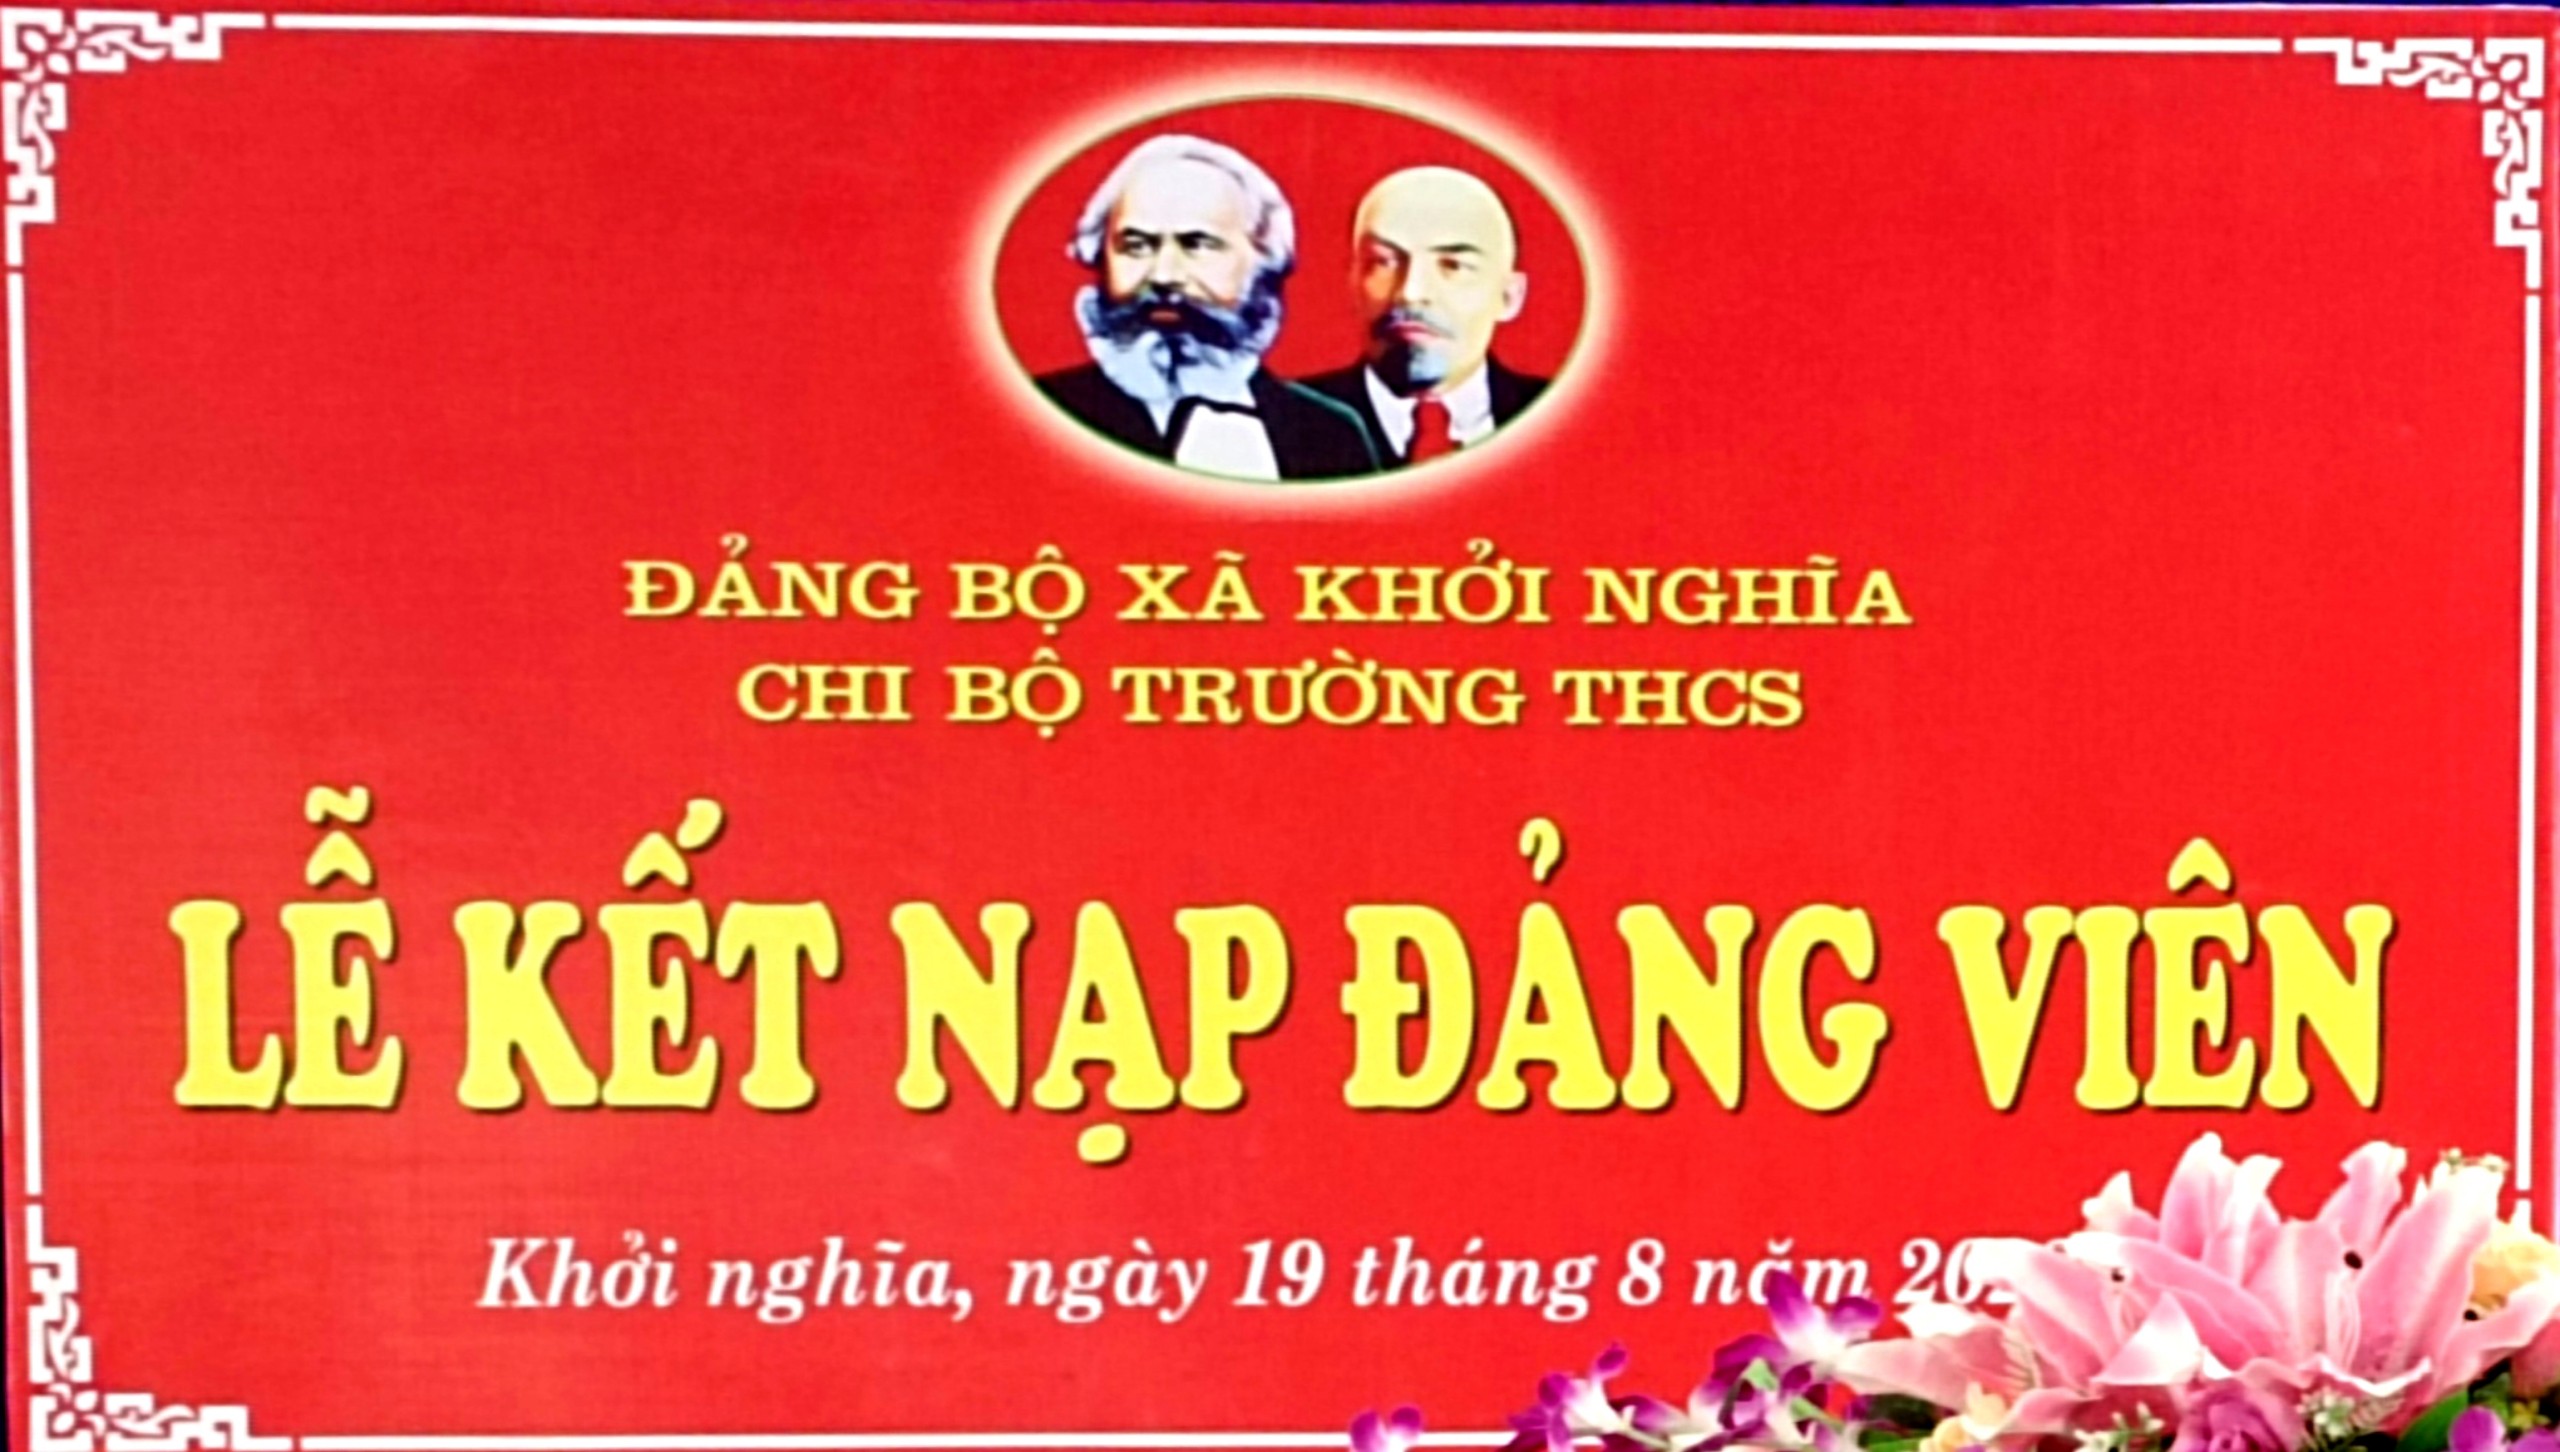 ĐẢNG BỘ XÃ KHỞI NGHĨA
CHI BỘ TRƯỜNG THCS
LỄ KẾT NẠP ĐẢNG VIÊN
Khởi nghĩa, ngày 19 tháng 8 năm